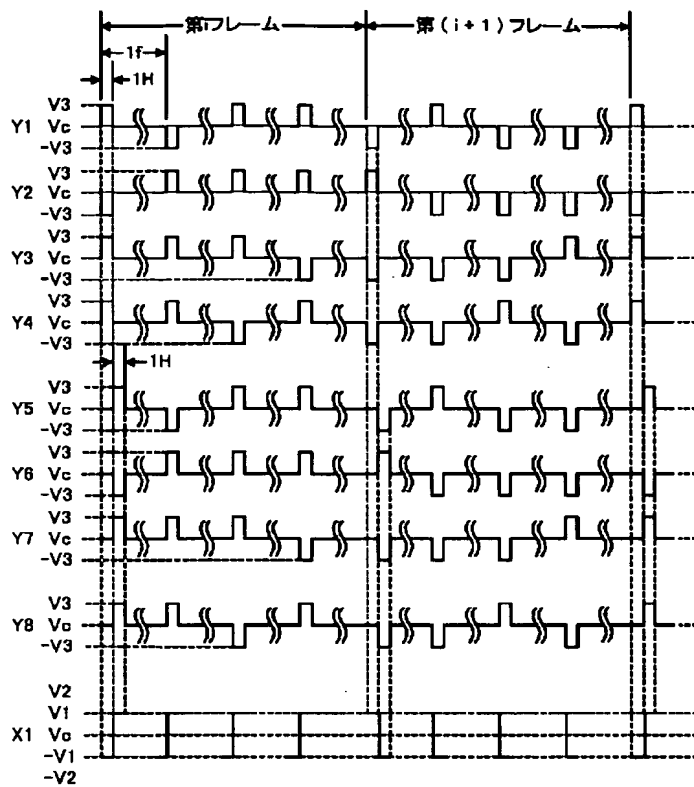 第iフレーム 第(i+1)フレーム
1f
1H
V3
Y1 Vc
-V3
V3
Y2 Vc
-V3
V3
Y3 Vc
-V3
V3
Y4 Vc
-V3
1H
V3
Y5 Vc
-V3
V3
Y6 Vc
-V3
V3
Y7 Vc
-V3
V3
Y8 Vc
-V3
V2
V1
X1 Vc
-V1
-V2